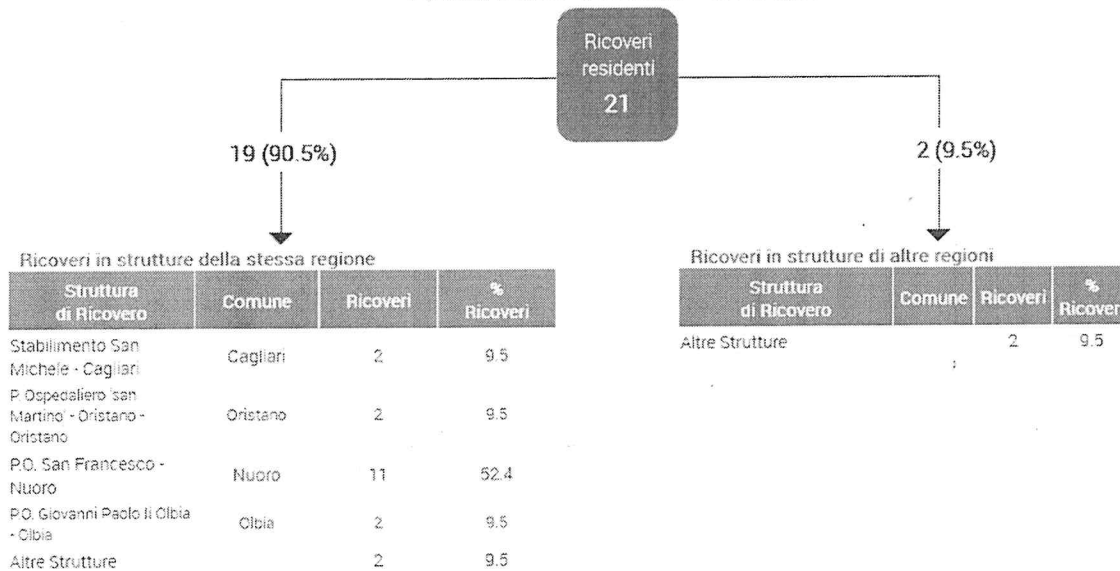 Ricoveri
residenti
21
19 (90.5%)
2 (9.5%)
Ricoveri in strutture della stessa regione
Struttura
di Ricovero
Comune
Ricoveri
%
Ricoveri
Stabilimento San
Michele - Cagliari
Cagliari
2
9.5
P. Ospedaliero 'san
Martino' - Oristano -
Oristano
Oristano
2
9.5
P.O. San Francesco -
Nuoro
Nuoro
11
52.4
P.O. Giovanni Paolo Ii Olbia
- Olbia
Olbia
2
9.5
Altre Strutture
2
9.5
Ricoveri in strutture di altre regioni
Struttura
di Ricovero
Comune
Ricoveri
%
Ricover
Altre Strutture
2
9.5